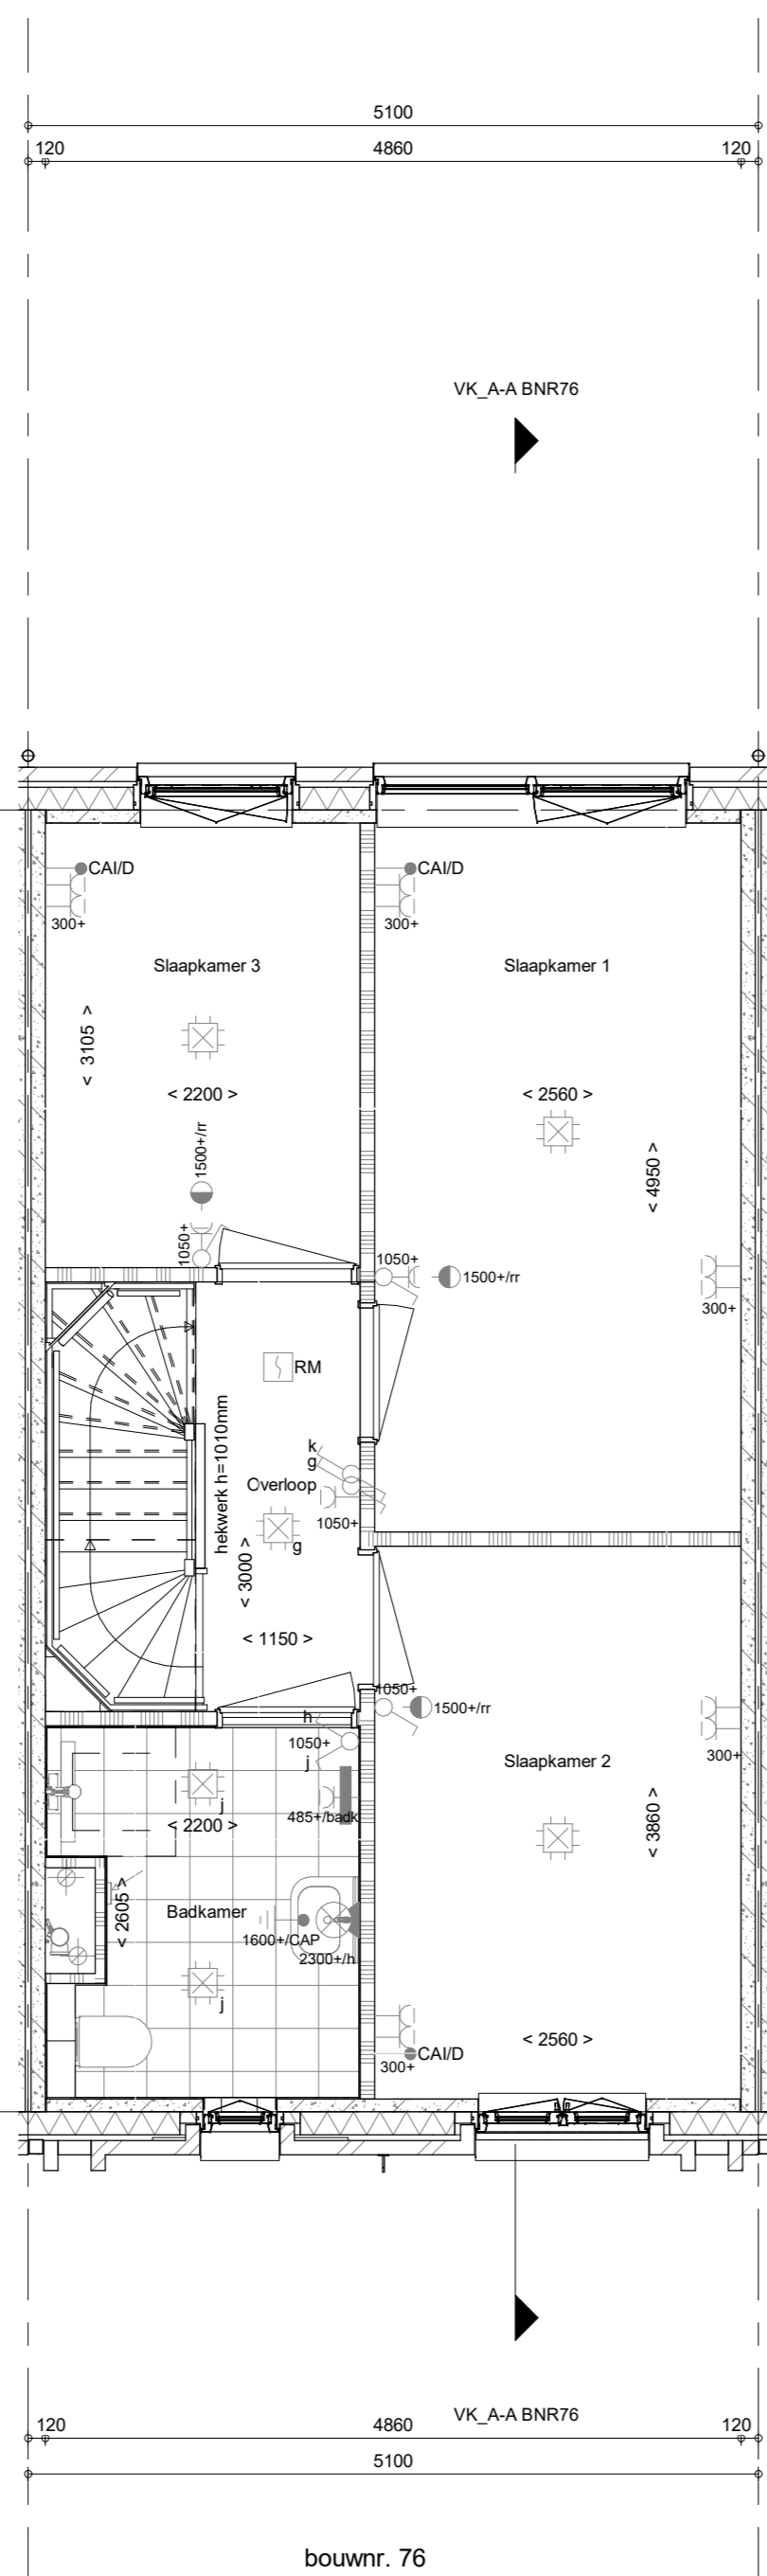 5100
120 4860 120
VK_A-A BNR76
CAI/D CAI/D
300+ 300+
Slaapkamer 3 Slaapkamer 1
< 3105 >
< 2200 > < 2560 >
1500+/rr
< 4950 >
1050+ 1050+
1500+/rr
300+
RM
hekwerk h=1010mm
k
g
Overloop
1050+
g
< 3000 >
< 1150 >
1050+
1500+/rr
h
1050+
j
300+
Slaapkamer 2
j
485+/badk
< 2200 >
< 3860 >
< 2605 >
Badkamer
1600+/CAP
2300+/h
j
< 2560 >
CAI/D
300+
VK_A-A BNR76
120 4860 120
5100
bouwnr. 76